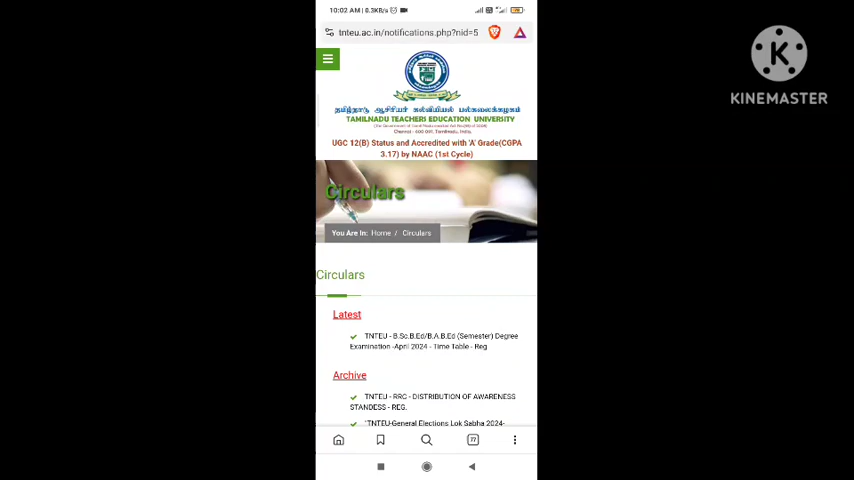 10:02 AM | 0.3KB/s
tnteu.ac.in/notifications.php?nid=5
தமிழ்நாடு ஆசிரியர் கல்வியியல் பல்கலைக்கழகம்
TAMILNADU TEACHERS EDUCATION UNIVERSITY
Chennai - 600 097, Tamilnadu, India.
UGC 12(B) Status and Accredited with 'A' Grade(CGPA
3.17) by NAAC (1st Cycle)
Circulars
You Are In: Home / Circulars
Circulars
Latest
TNTEU - B.Sc.B.Ed/B.A.B.Ed (Semester) Degree
Examination -April 2024 - Time Table - Reg
Archive
TNTEU - RRC - DISTRIBUTION OF AWARENESS
STANDESS - REG.
"TNTEU-General Elections Lok Sabha 2024-
77
K
KINEMASTER